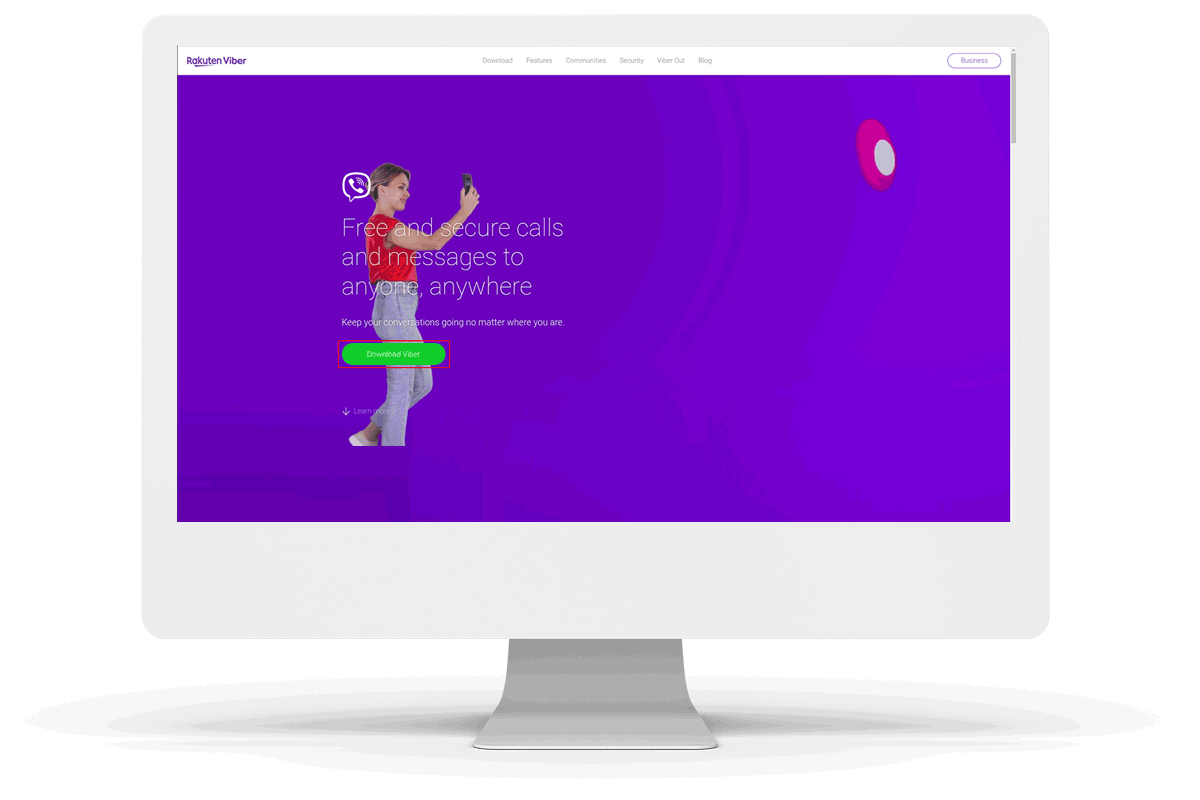 Rakuten Viber
Download Features Communities Security Viber Out Blog
Business
Free and secure calls
and messages to
anyone, anywhere
Keep your conversations going no matter where you are.
Download Viber
Learn more